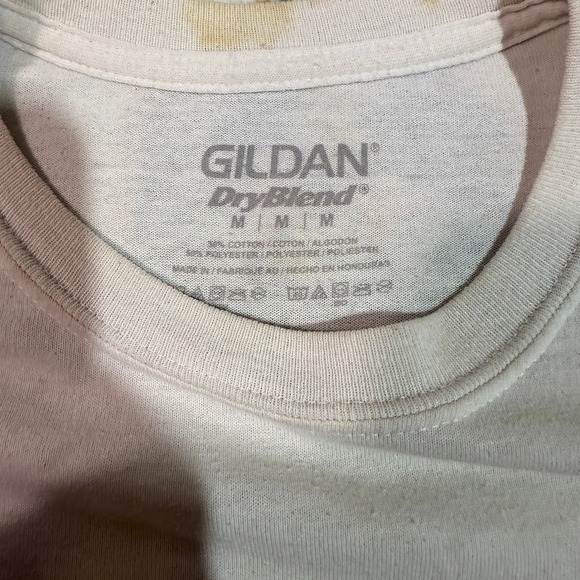 GILDAN®
DryBlend®
M | M | M
50% COTTON / COTON / ALGODON
50% POLYESTER / POLYESTER / POLIESTER
MADE IN / FABRIQUÉ AU / HECHO EN HONDURAS